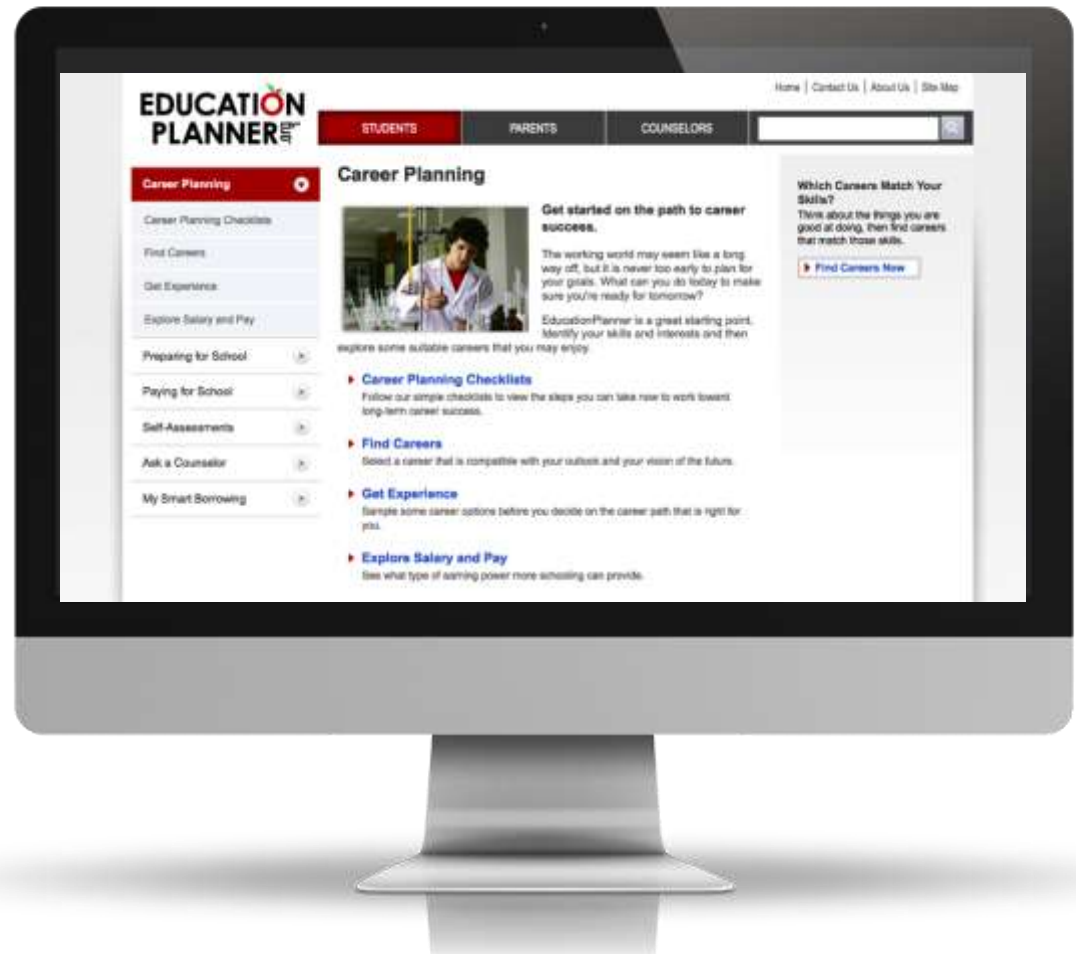 Home | Contact Us | About Us | Site Map
EDUCATION
PLANNER.org
STUDENTS PARENTS COUNSELORS
Career Planning
Career Planning Checklists
Find Careers
Get Experience
Explore Salary and Pay
Preparing for School
Paying for School
Self-Assessments
Ask a Counselor
My Smart Borrowing
Career Planning
Get started on the path to career
success.
The working world may seem like a long
way off, but it is never too early to plan for
your goals. What can you do today to make
sure you're ready for tomorrow?
EducationPlanner is a great starting point.
Identify your skills and interests and then
explore some suitable careers that you may enjoy.
Career Planning Checklists
Follow our simple checklists to view the steps you can take now to work toward
long-term career success.
Find Careers
Select a career that is compatible with your outlook and your vision of the future.
Get Experience
Sample some career options before you decide on the career path that is right for
you.
Explore Salary and Pay
See what type of earning power more schooling can provide.
Which Careers Match Your
Skills?
Think about the things you are
good at doing, then find careers
that match those skills.
Find Careers Now